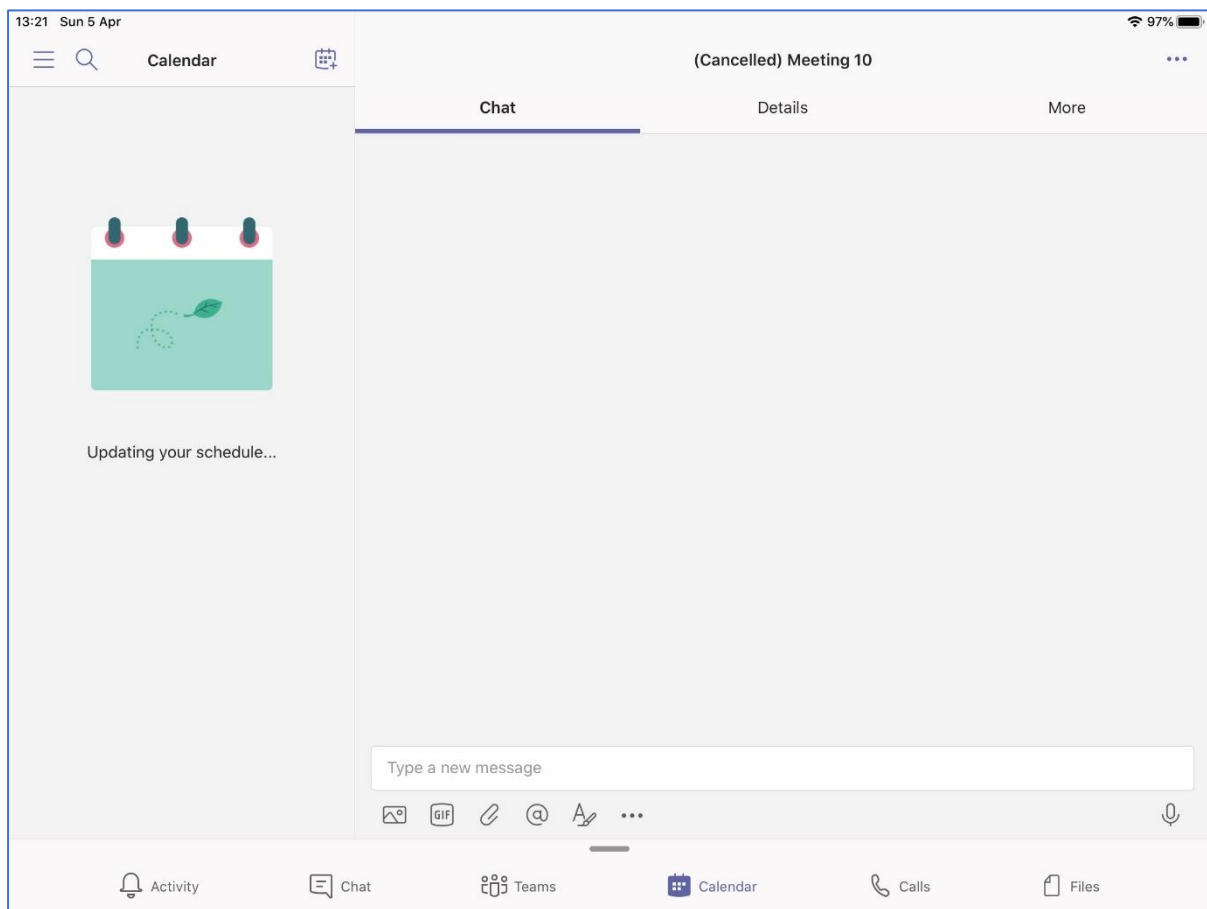 13:21 Sun 5 Apr
97%
Calendar
(Cancelled) Meeting 10
Chat
Details
More
Updating your schedule...
Type a new message
GIF
Activity
Chat
Teams
Calendar
Calls
Files